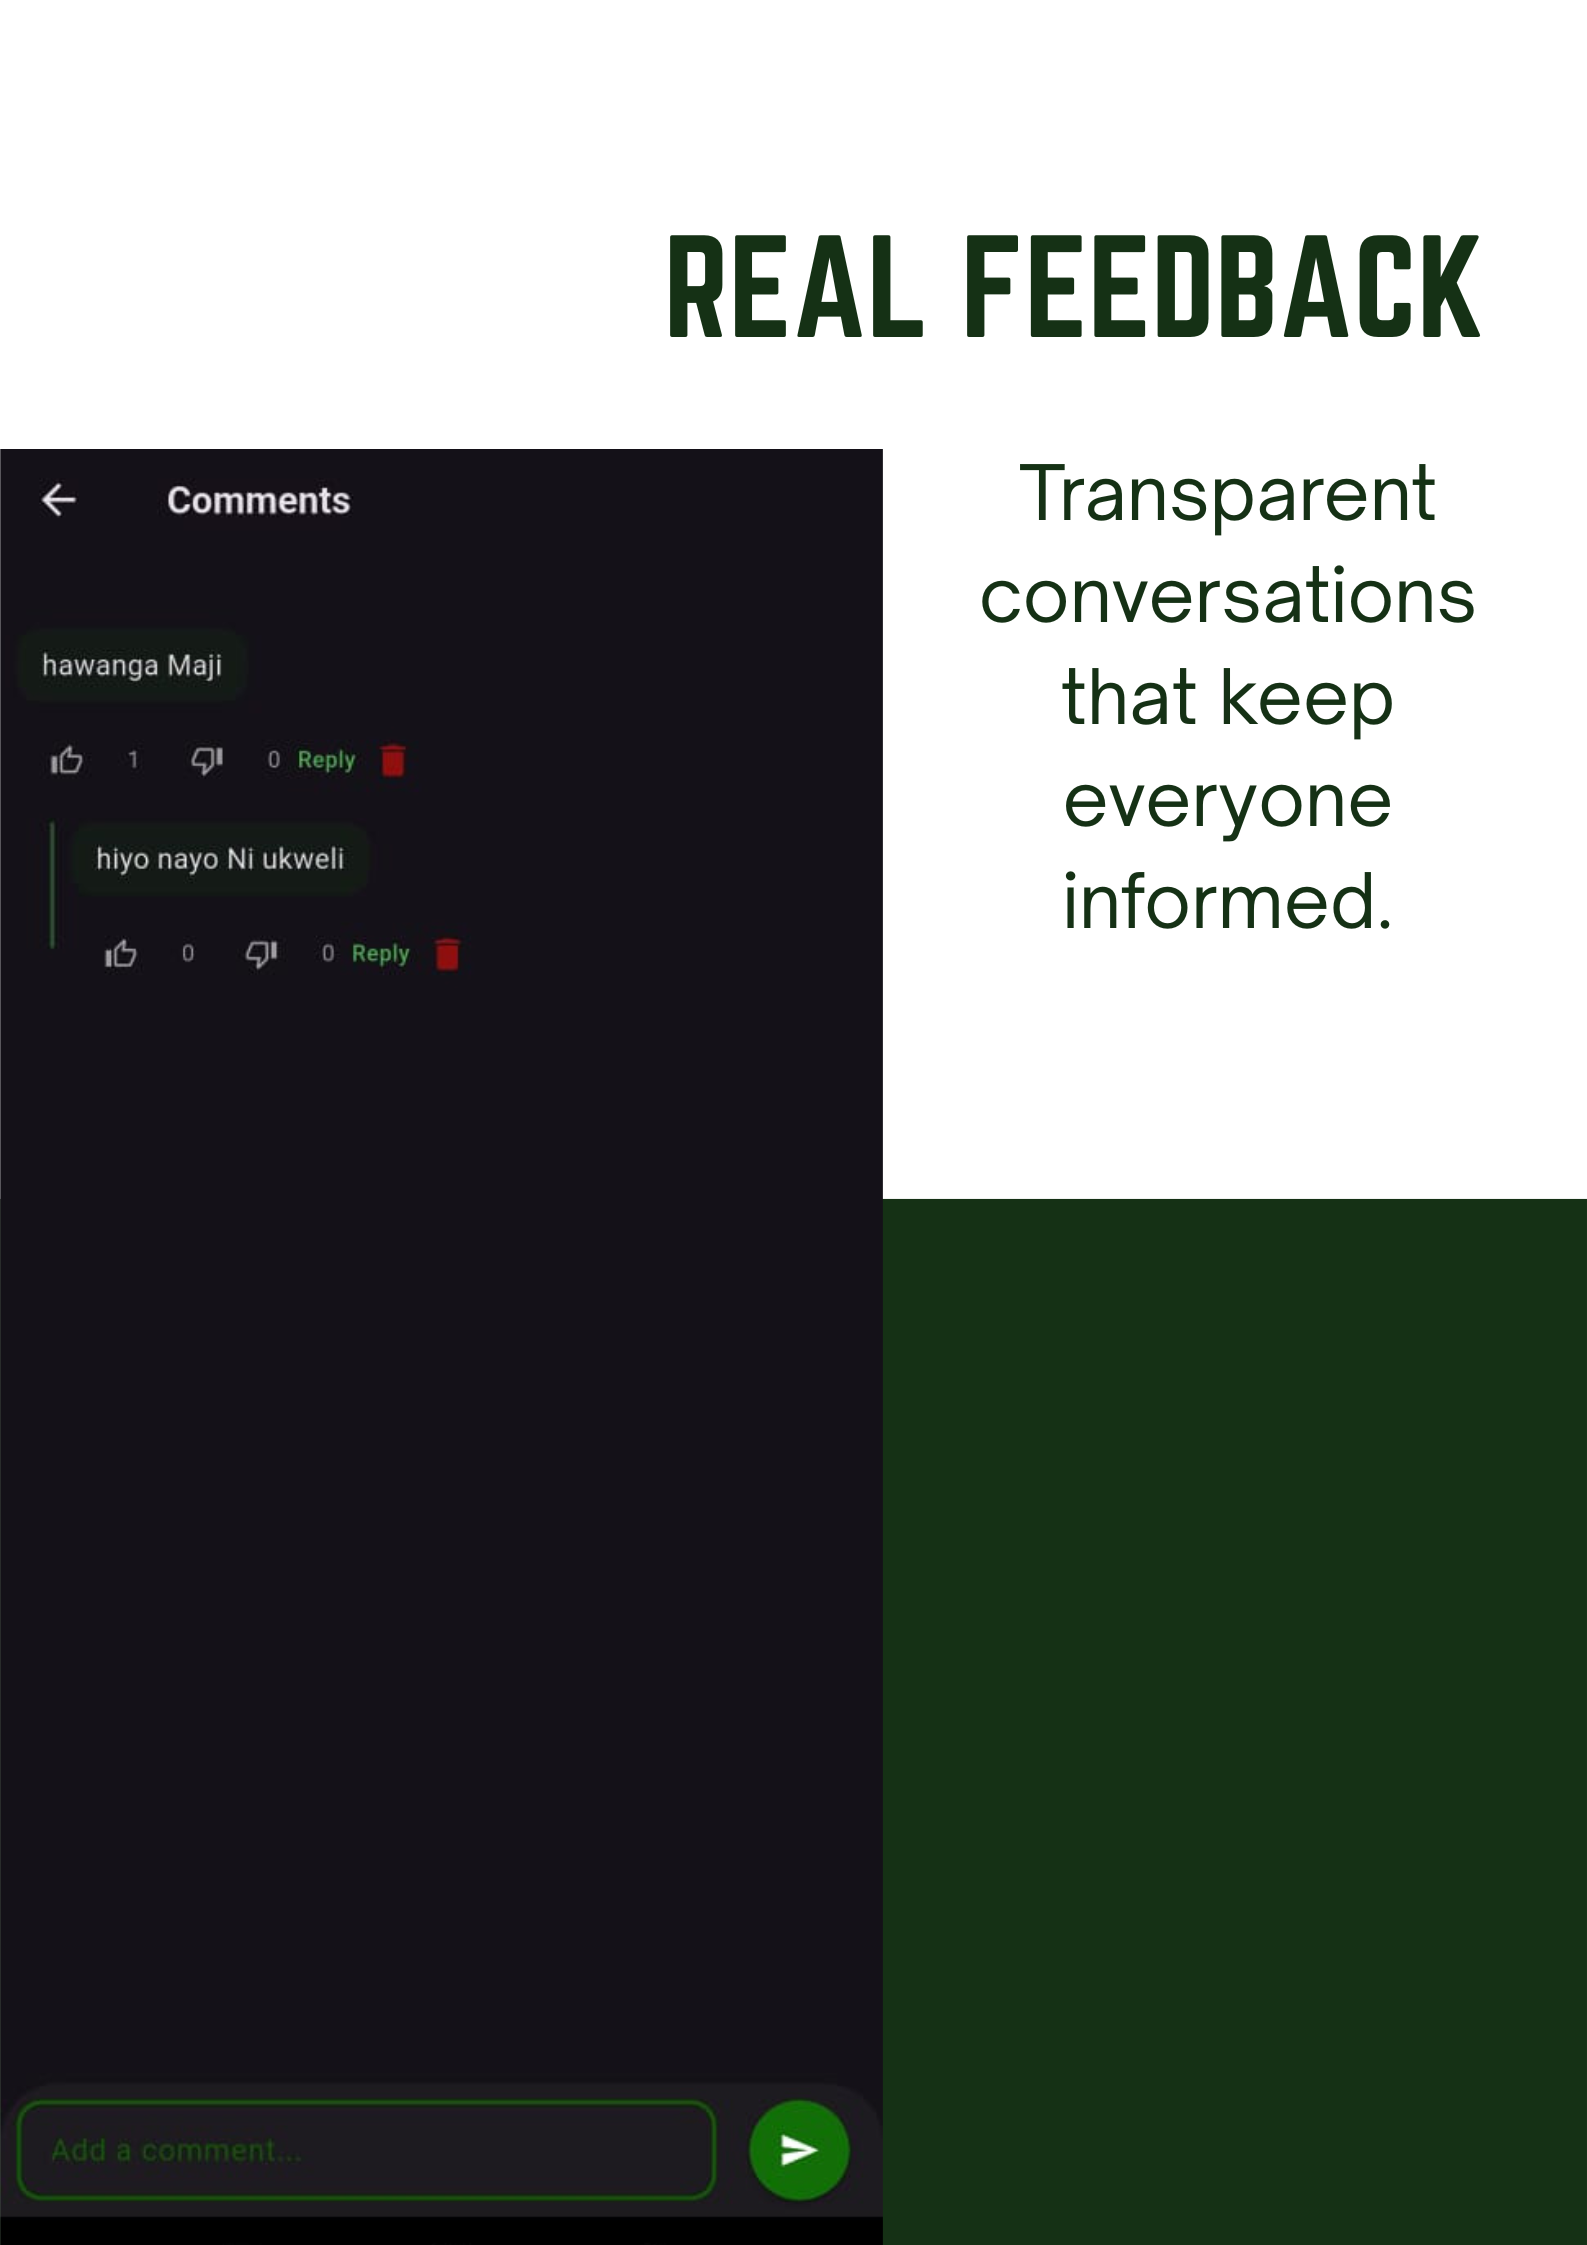 REAL FEEDBACK
Transparent
conversations
that keep
everyone
informed.
Comments
hawanga Maji
1 0 Reply
hiyo nayo Ni ukweli
0 0 Reply
Add a comment...